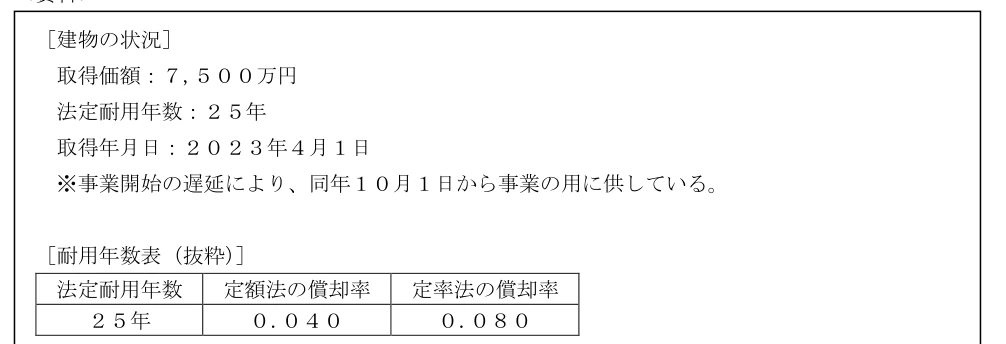 ［建物の状況］
取得価額：７,５００万円
法定耐用年数：２５年
取得年月日：２０２３年４月１日
※事業開始の遅延により、同年１０月１日から事業の用に供している。
［耐用年数表（抜粋）］
法定耐用年数 定額法の償却率 定率法の償却率
２５年 ０.０４０ ０.０８０